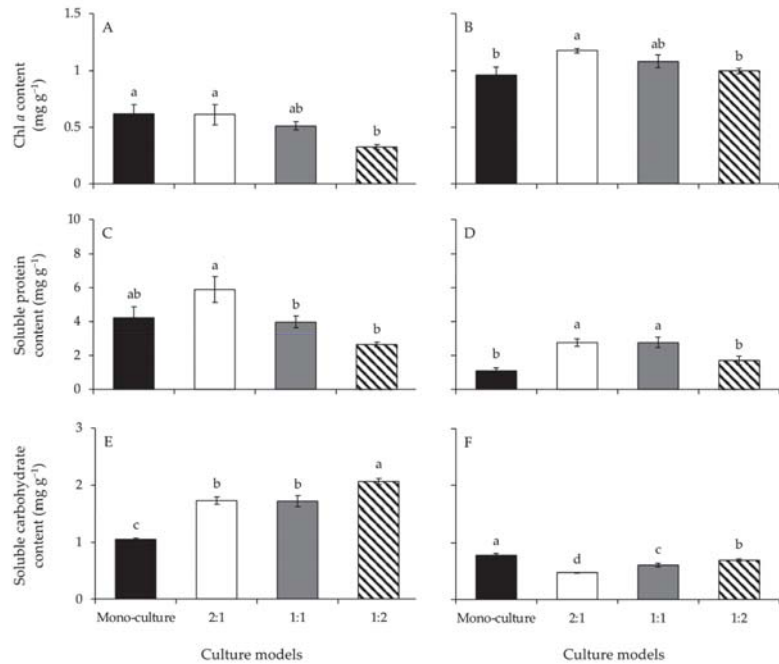 A
B
Chl a content
(mg g⁻¹)
1.5
1
0.5
0
a
a
ab
b
b
a
ab
b
C
D
Soluble protein
content (mg g⁻¹)
10
8
6
4
2
0
ab
a
b
b
b
a
a
b
E
F
Soluble carbohydrate
content (mg g⁻¹)
3
2
1
0
c
b
b
a
a
d
c
b
Mono-culture 2:1 1:1 1:2
Mono-culture 2:1 1:1 1:2
Culture models
Culture models